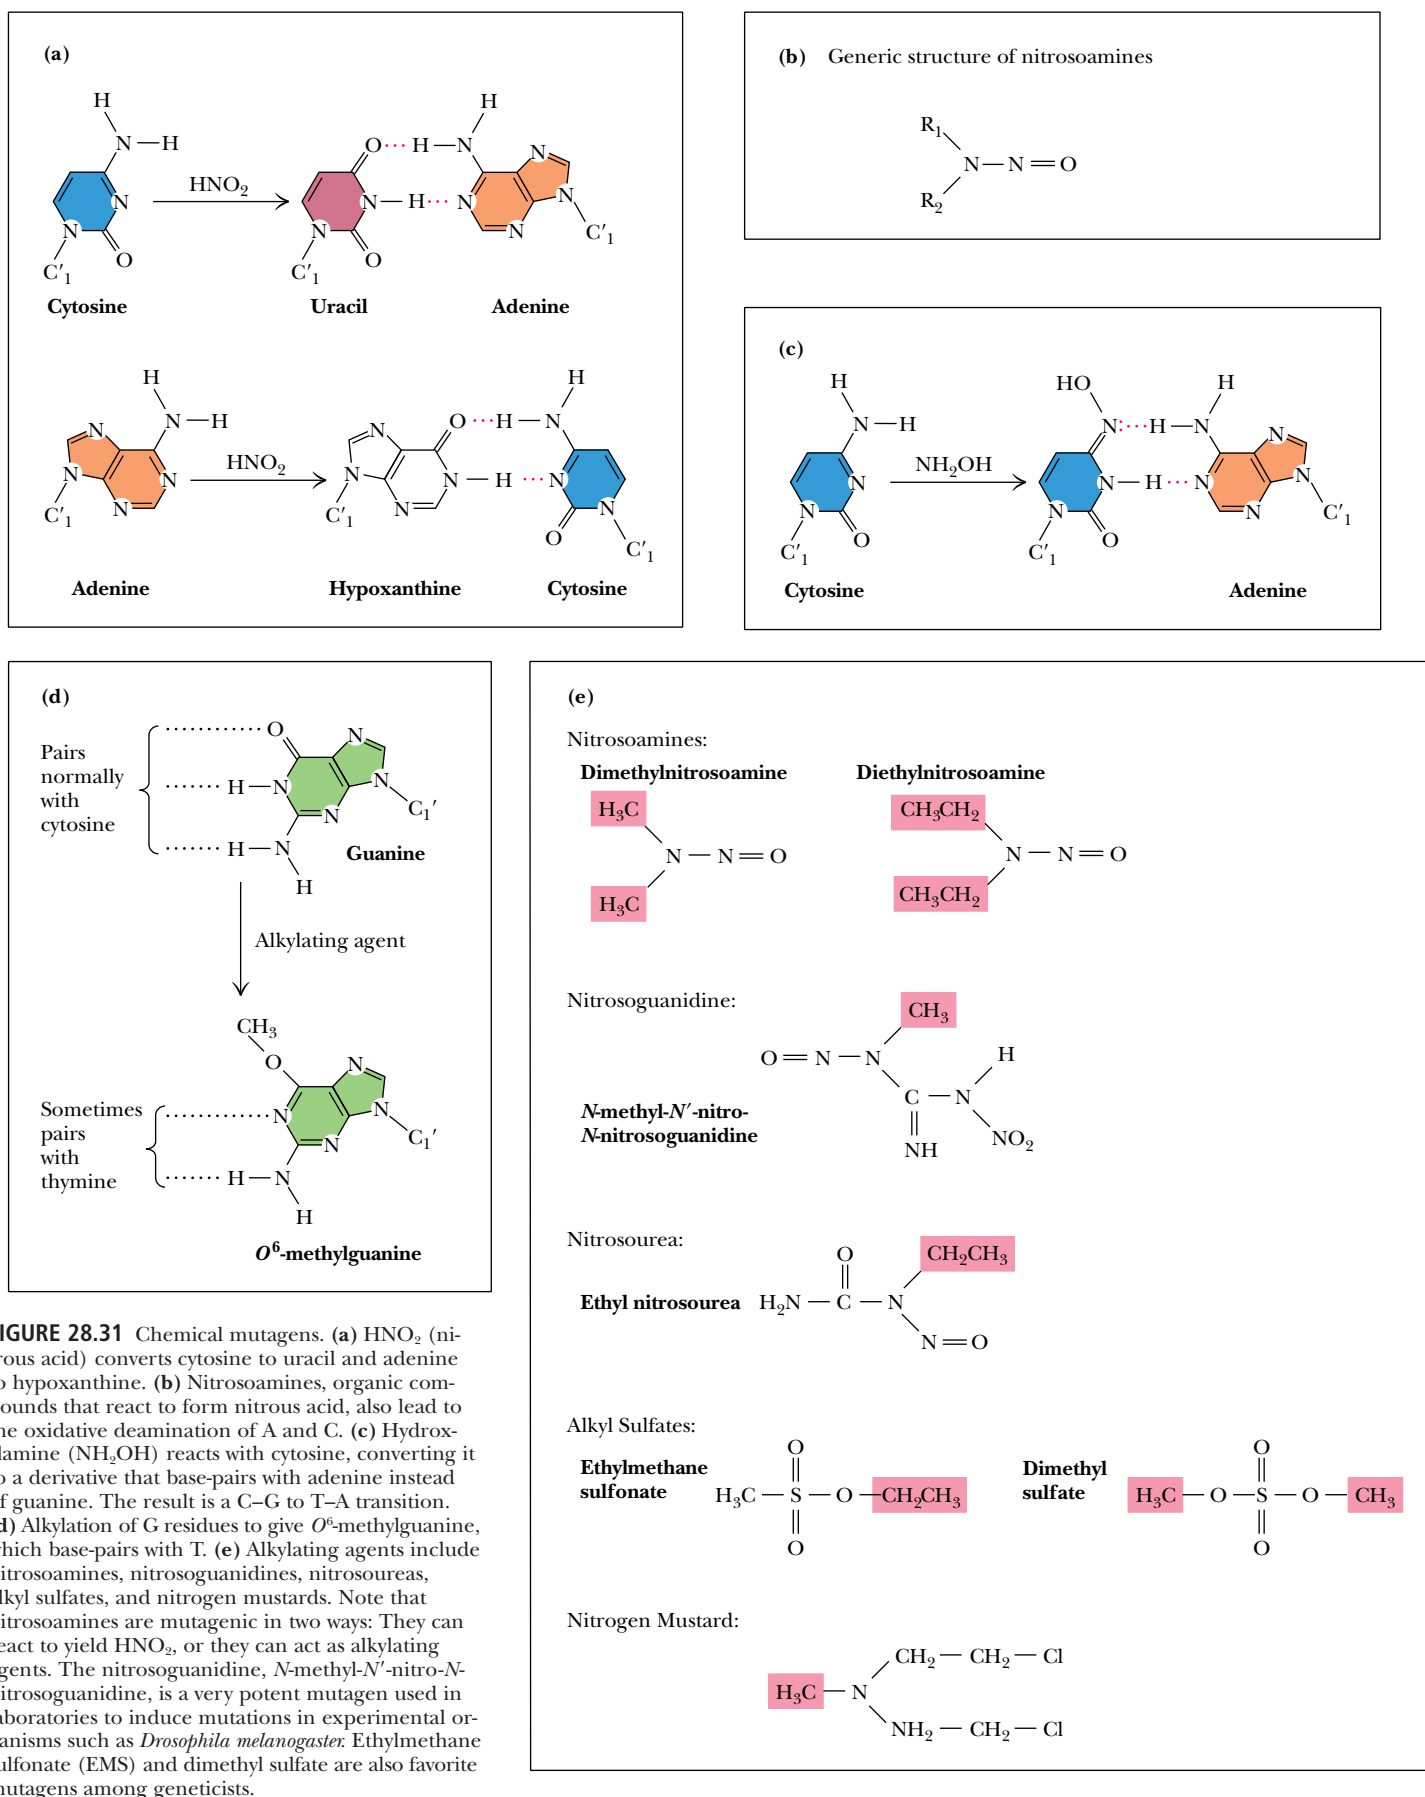 (a)
H
N—H
N
N
O
C′1
HNO2
O···H—N
H
N—H···N
N
O
C′1
N
N
N
C′1
Cytosine
Uracil
Adenine
H
N—H
N
N
N
N
C′1
HNO2
O···H—N
H
N
N—H···N
N
N
C′1
O
N
C′1
Adenine
Hypoxanthine
Cytosine
(b) Generic structure of nitrosoamines
R1
N—N=O
R2
(c)
H
N—H
N
N
O
C′1
NH2OH
HO
H
N:···H—N
N
N—H···N
N
N
N
O
C′1
C′1
Cytosine
Adenine
(d)
Pairs
normally
with
cytosine
O
N
H—N
N
N
C1′
H—N
H
Guanine
Alkylating agent
CH3
O
N
Sometimes
pairs
with
thymine
N
N
N
C1′
H—N
H
O6-methylguanine
(e)
Nitrosoamines:
Dimethylnitrosoamine
Diethylnitrosoamine
H3C
N—N=O
H3C
CH3CH2
N—N=O
CH3CH2
Nitrosoguanidine:
CH3
O=N—N
H
C—N
NH
NO2
N-methyl-N′-nitro-
N-nitrosoguanidine
Nitrosourea:
O
CH2CH3
Ethyl nitrosourea
H2N—C—N
N=O
Alkyl Sulfates:
Ethylmethane
sulfonate
O
H3C—S—O—CH2CH3
O
Dimethyl
sulfate
O
H3C—O—S—O—CH3
O
Nitrogen Mustard:
CH2—CH2—Cl
H3C—N
NH2—CH2—Cl
IGURE 28.31 Chemical mutagens. (a) HNO2 (ni-
rous acid) converts cytosine to uracil and adenine
o hypoxanthine. (b) Nitrosoamines, organic com-
ounds that react to form nitrous acid, also lead to
he oxidative deamination of A and C. (c) Hydrox-
lamine (NH2OH) reacts with cytosine, converting it
o a derivative that base-pairs with adenine instead
f guanine. The result is a C–G to T–A transition.
d) Alkylation of G residues to give O6-methylguanine,
which base-pairs with T. (e) Alkylating agents include
itrosoamines, nitrosoguanidines, nitrosoureas,
lkyl sulfates, and nitrogen mustards. Note that
itrosoamines are mutagenic in two ways: They can
eact to yield HNO2, or they can act as alkylating
gents. The nitrosoguanidine, N-methyl-N′-nitro-N-
itrosoguanidine, is a very potent mutagen used in
aboratories to induce mutations in experimental or-
anisms such as Drosophila melanogaster. Ethylmethane
ulfonate (EMS) and dimethyl sulfate are also favorite
mutagens among geneticists.